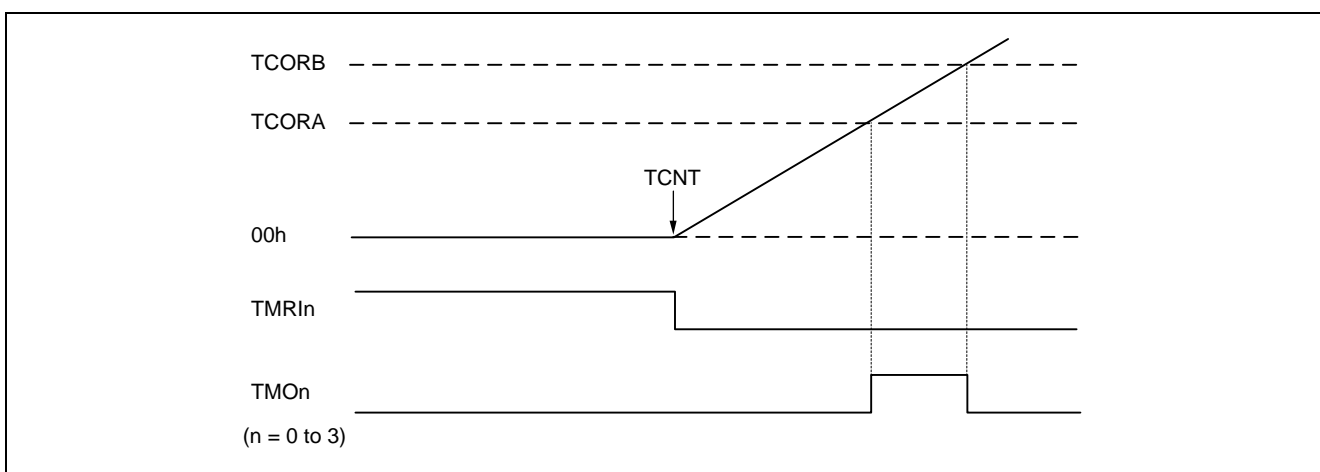 TCORB
TCORA
TCNT
00h
TMRIn
TMOn
(n = 0 to 3)